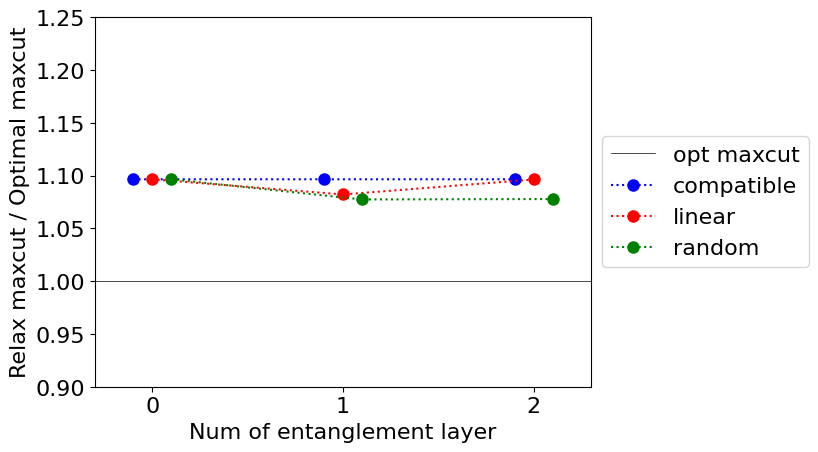 Relax maxcut / Optimal maxcut
1.25
1.20
1.15
1.10
1.05
1.00
0.95
0.90
0
1
2
Num of entanglement layer
opt maxcut
compatible
linear
random